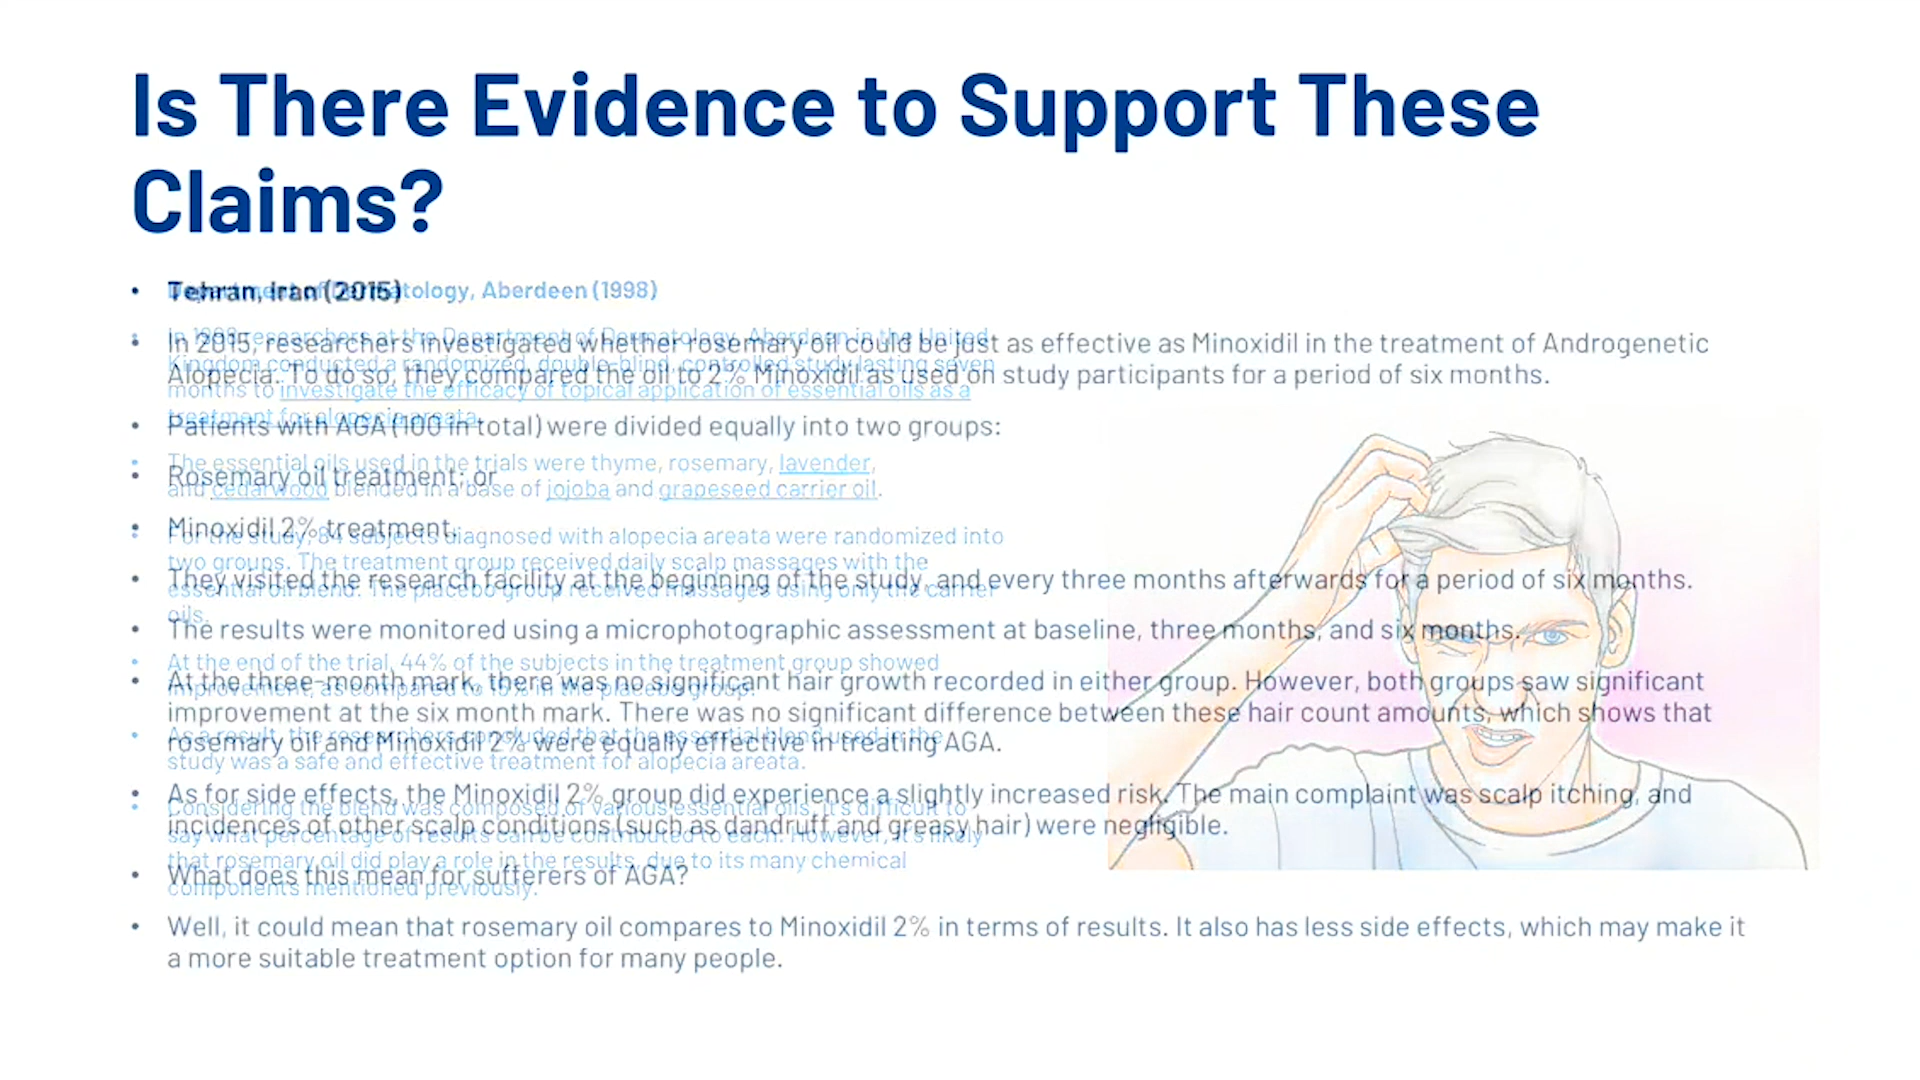 Is There Evidence to Support These
Claims?
• Tehran, Iran (2015)
• In 2015, researchers investigated whether rosemary oil could be just as effective as Minoxidil in the treatment of Androgenetic
Alopecia. To do so, they compared the oil to 2% Minoxidil as used on study participants for a period of six months.
• Patients with AGA (100 in total) were divided equally into two groups:
• Rosemary oil treatment; or
• Minoxidil 2% treatment.
• They visited the research facility at the beginning of the study, and every three months afterwards for a period of six months.
• The results were monitored using a microphotographic assessment at baseline, three months, and six months.
• At the three-month mark, there was no significant hair growth recorded in either group. However, both groups saw significant
improvement at the six month mark. There was no significant difference between these hair count amounts, which shows that
rosemary oil and Minoxidil 2% were equally effective in treating AGA.
• As for side effects, the Minoxidil 2% group did experience a slightly increased risk. The main complaint was scalp itching, and
incidences of other scalp conditions (such as dandruff and greasy hair) were negligible.
• What does this mean for sufferers of AGA?
• Well, it could mean that rosemary oil compares to Minoxidil 2% in terms of results. It also has less side effects, which may make it
a more suitable treatment option for many people.
Department of Dermatology, Aberdeen (1998)
• In 1998 researchers at the Department of Dermatology, Aberdean in the United
Kingdom conducted a randomized, double-blind, controlled study lasting seven
months to investigate the efficacy of topical application of essential oils as a
treatment for alopecia areata.
• The essential oils used in the trials were thyme, rosemary, lavender,
and cedarwood blended in a base of jojoba and grapeseed carrier oil.
• For the study, 84 subjects diagnosed with alopecia areata were randomized into
two groups. The treatment group received daily scalp massages with the
essential oil blend. The placebo group received massages using only the carrier
oils.
• At the end of the trial, 44% of the subjects in the treatment group showed
improvement, as compared to 15% in the placebo group.
• As a result, the researchers concluded that the essential blend used in the
study was a safe and effective treatment for alopecia areata.
• Considering the blend was composed of various essential oils, it's difficult to
say what percentage of results can be contributed to each. However, it's likely
that rosemary oil did play a role in the results, due to its many chemical
components mentioned previously.